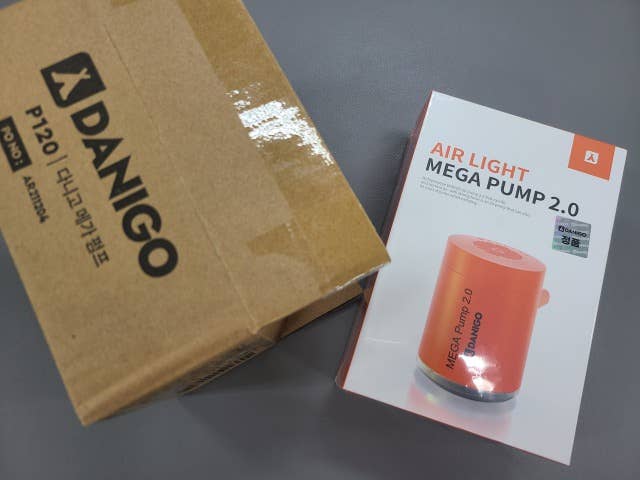 DANIGO
P120 | 다니고 메가 펌프
PO NO : AR211204
AIR LIGHT
MEGA PUMP 2.0
DANIGO
정품
MEGA Pump 2.0
DANIGO